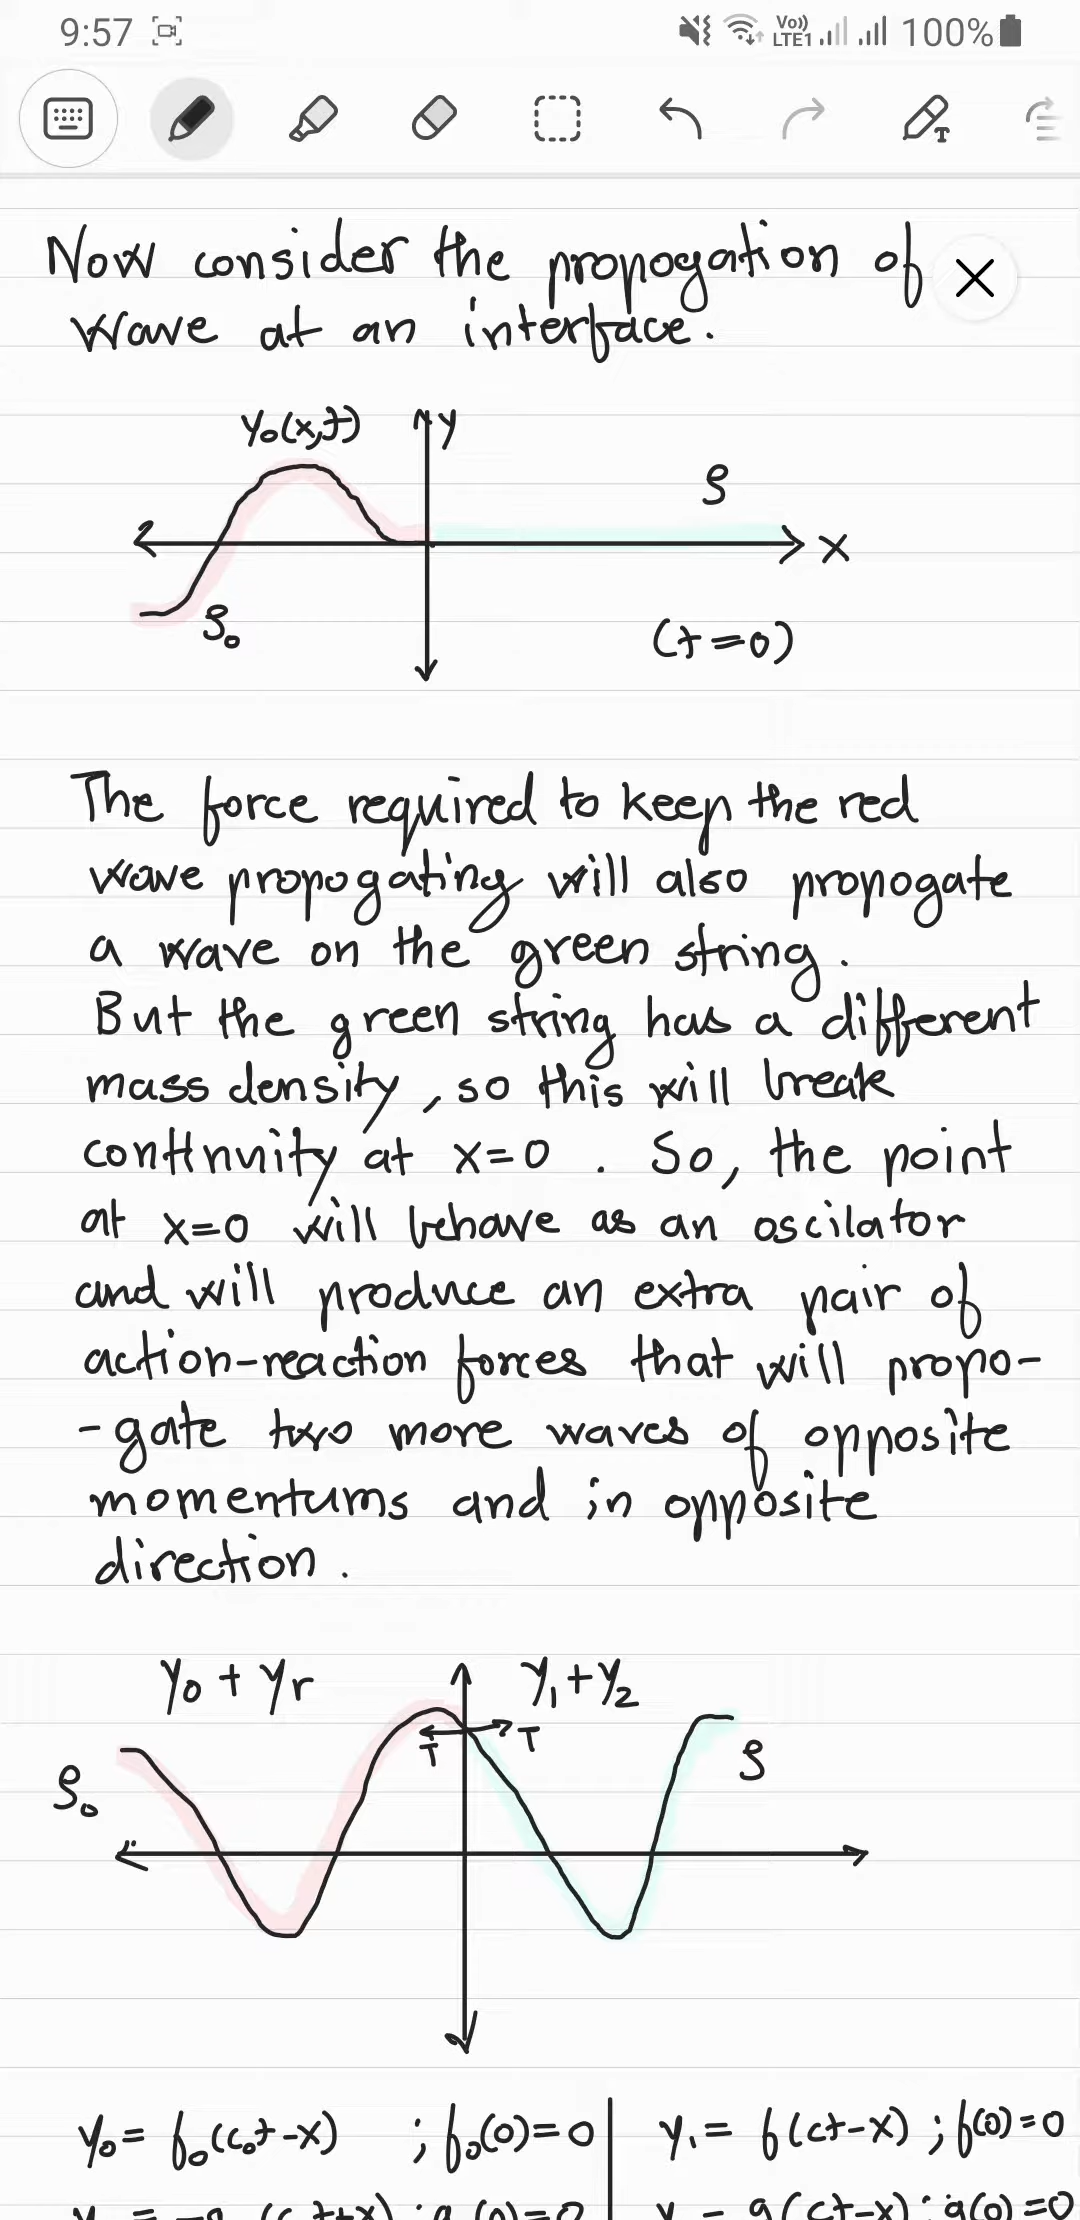 9:57
Vo)) LTE1 100%
T
Now consider the propogation of
wave at an interface.
y₀(x,t) y
ρ
x
ρ₀
(t=0)
The force required to keep the red
wave propogating will also propogate
a wave on the green string.
But the green string has a different
mass density, so this will break
contnnuity at x=0. So, the point
at x=0 will behave as an oscilator
and will produce an extra pair of
action-reaction forces that will propo-
-gate two more waves of opposite
momentums and in opposite
direction.
y₀ + yr y₁+y₂
T T
ρ₀ ρ
y₀ = f₀(c₀t-x) ; f₀(0)=0 y₁ = f(ct-x) ; f(0)=0